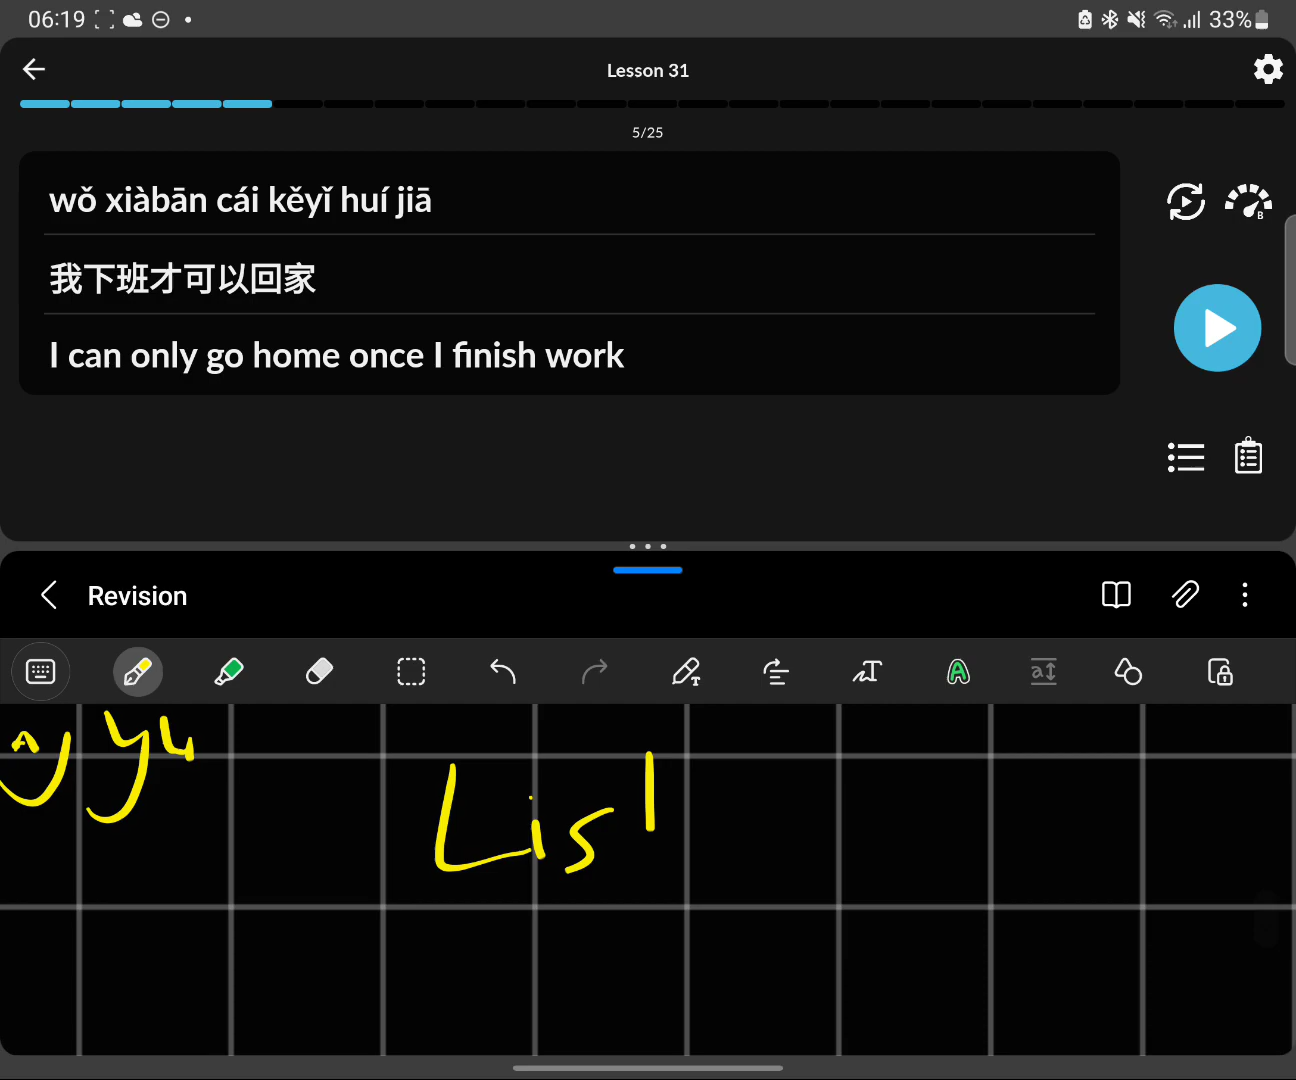 06:19
33%
Lesson 31
5/25
wǒ xiàbān cái kěyǐ huí jiā
我下班才可以回家
I can only go home once I finish work
Revision